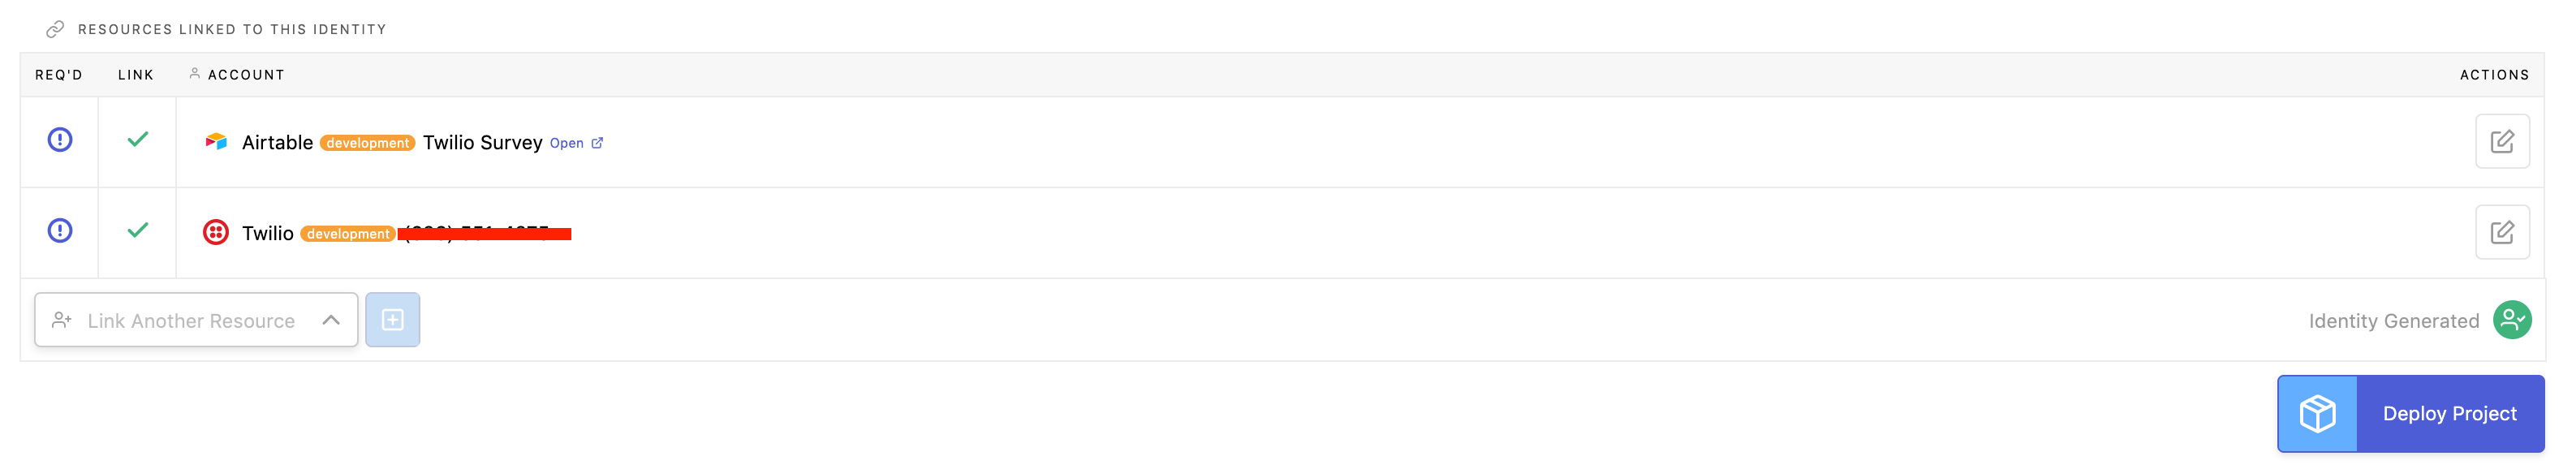 RESOURCES LINKED TO THIS IDENTITY
REQ'D LINK ACCOUNT ACTIONS
Airtable development Twilio Survey Open
Twilio development
Link Another Resource Identity Generated
Deploy Project